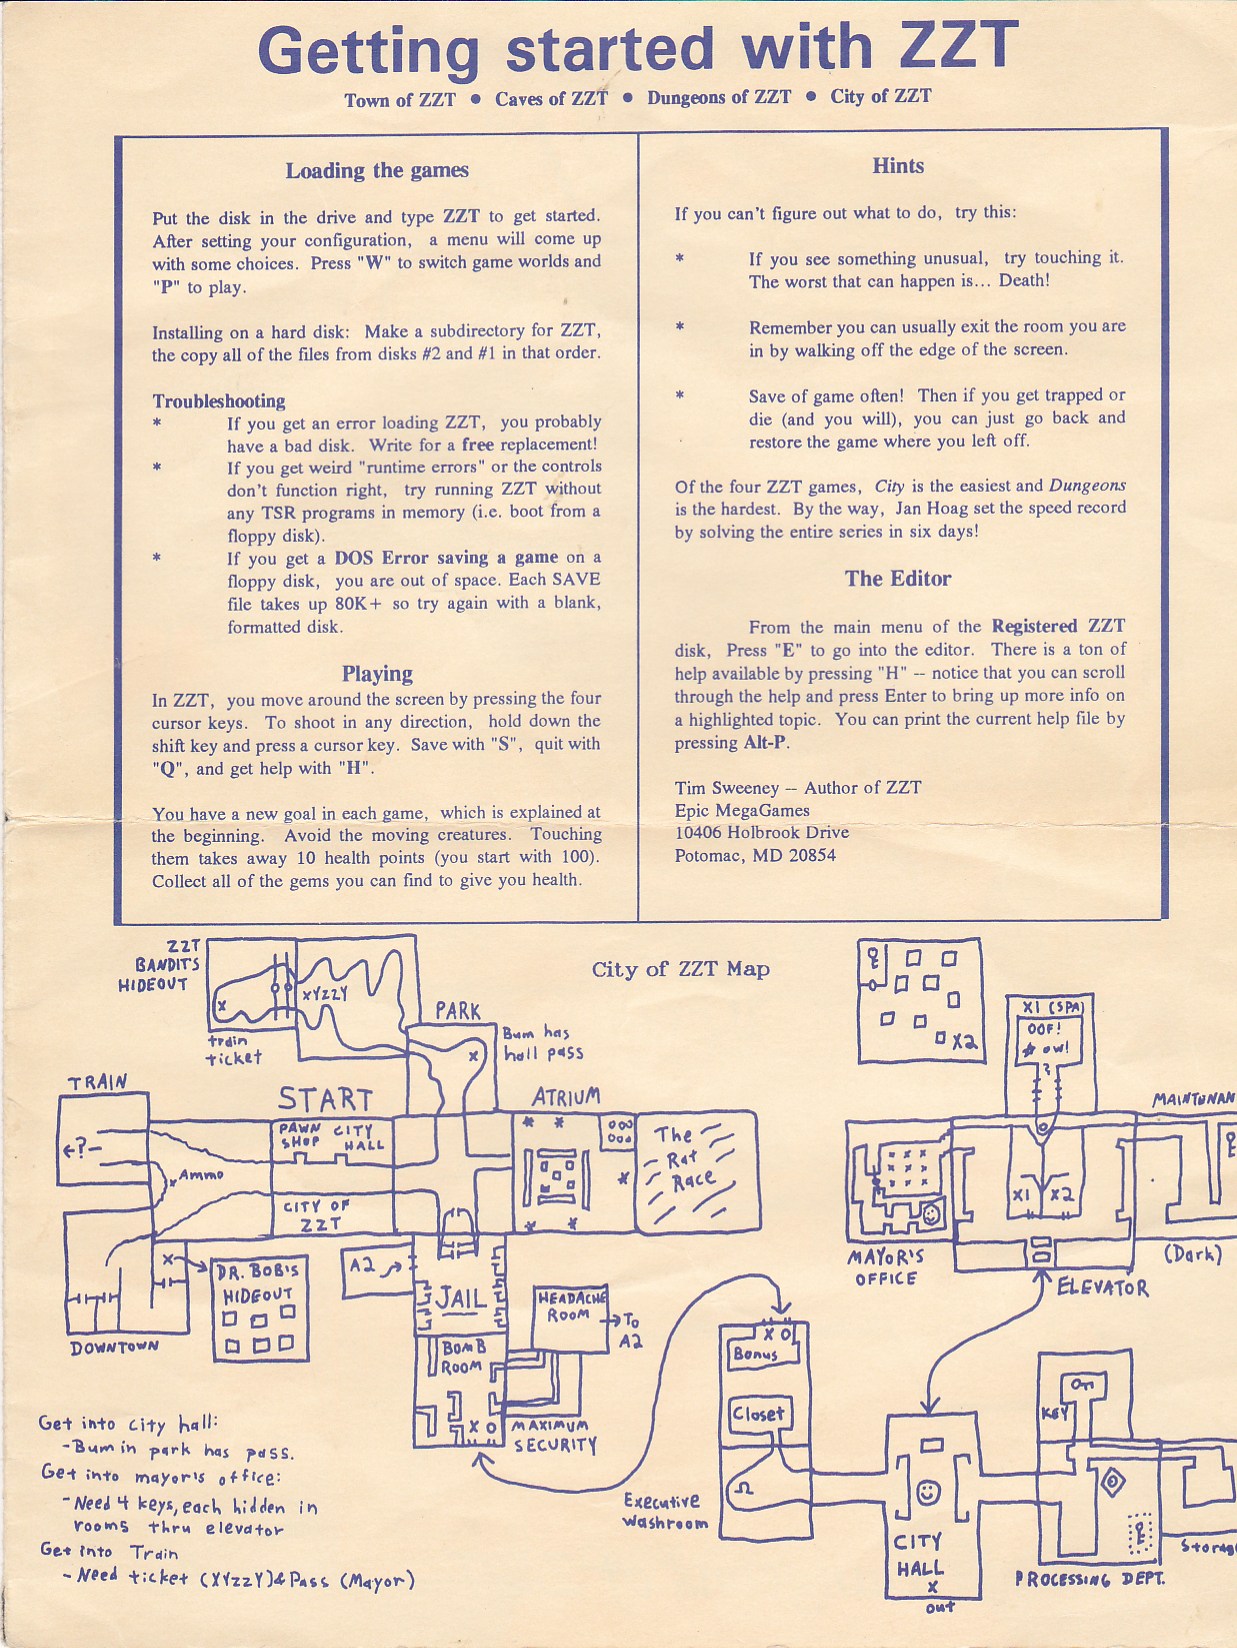 Getting started with ZZT
Town of ZZT ● Caves of ZZT ● Dungeons of ZZT ● City of ZZT
Loading the games
Put the disk in the drive and type ZZT to get started.
After setting your configuration, a menu will come up
with some choices. Press "W" to switch game worlds and
"P" to play.
Installing on a hard disk: Make a subdirectory for ZZT,
the copy all of the files from disks #2 and #1 in that order.
Troubleshooting
* If you get an error loading ZZT, you probably
have a bad disk. Write for a free replacement!
* If you get weird "runtime errors" or the controls
don't function right, try running ZZT without
any TSR programs in memory (i.e. boot from a
floppy disk).
* If you get a DOS Error saving a game on a
floppy disk, you are out of space. Each SAVE
file takes up 80K+ so try again with a blank,
formatted disk.
Playing
In ZZT, you move around the screen by pressing the four
cursor keys. To shoot in any direction, hold down the
shift key and press a cursor key. Save with "S", quit with
"Q", and get help with "H".
You have a new goal in each game, which is explained at
the beginning. Avoid the moving creatures. Touching
them takes away 10 health points (you start with 100).
Collect all of the gems you can find to give you health.
Hints
If you can't figure out what to do, try this:
* If you see something unusual, try touching it.
The worst that can happen is... Death!
* Remember you can usually exit the room you are
in by walking off the edge of the screen.
* Save of game often! Then if you get trapped or
die (and you will), you can just go back and
restore the game where you left off.
Of the four ZZT games, City is the easiest and Dungeons
is the hardest. By the way, Jan Hoag set the speed record
by solving the entire series in six days!
The Editor
From the main menu of the Registered ZZT
disk, Press "E" to go into the editor. There is a ton of
help available by pressing "H" -- notice that you can scroll
through the help and press Enter to bring up more info on
a highlighted topic. You can print the current help file by
pressing Alt-P.
Tim Sweeney -- Author of ZZT
Epic MegaGames
10406 Holbrook Drive
Potomac, MD 20854
City of ZZT Map
ZZT
BANDITS
HIDEOUT
x
XYZZY
train
ticket
PARK
x
Bum has
hall pass
TRAIN
←?-
START
PAWN
SHOP
CITY
HALL
x Ammo
CITY OF
ZZT
ATRIUM
The
Rat
Race
X2
X1 (SPA)
OOF!
OW!
MAINTUNAN
X1
X2
MAYOR'S
OFFICE
ELEVATOR
(Dark)
x
DR. BOB'S
HIDEOUT
DOWNTOWN
A2
JAIL
HEADACHE
ROOM
→ TO
A2
BOMB
ROOM
X O
MAXIMUM
SECURITY
X O
Bonus
Closet
Ω
Executive
Washroom
CITY
HALL
x
out
On
KEY
Storag
PROCESSING DEPT.
Get into city hall:
-Bum in park has pass.
Get into mayor's office:
-Need 4 keys, each hidden in
rooms thru elevator
Get into Train
-Need ticket (XYZZY) & Pass (Mayor)